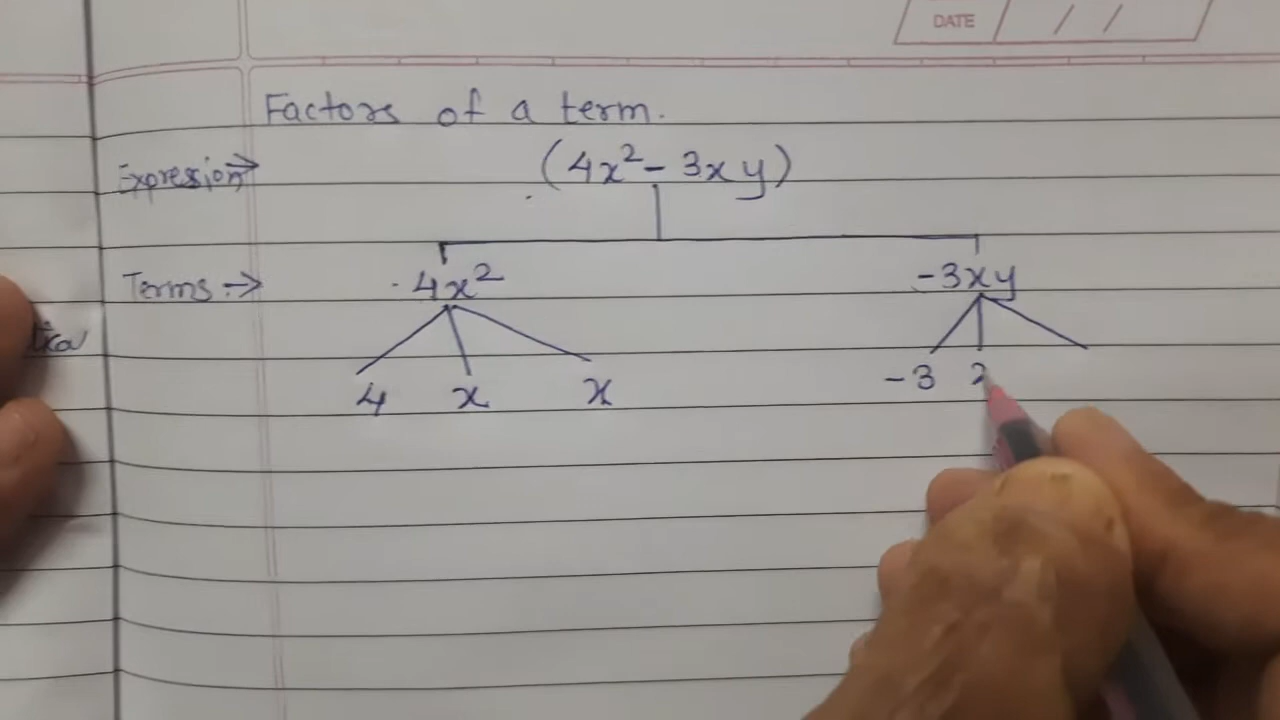 DATE / /
Factors of a term.
Expression → (4x² - 3xy)
Terms → 4x² -3xy
4 x x -3